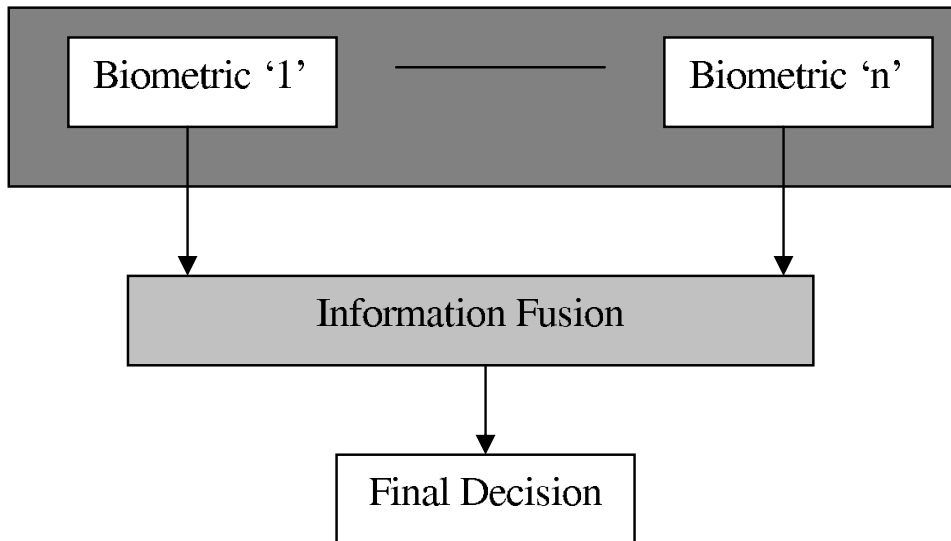 Biometric ‘1’
Biometric ‘n’
Information Fusion
Final Decision